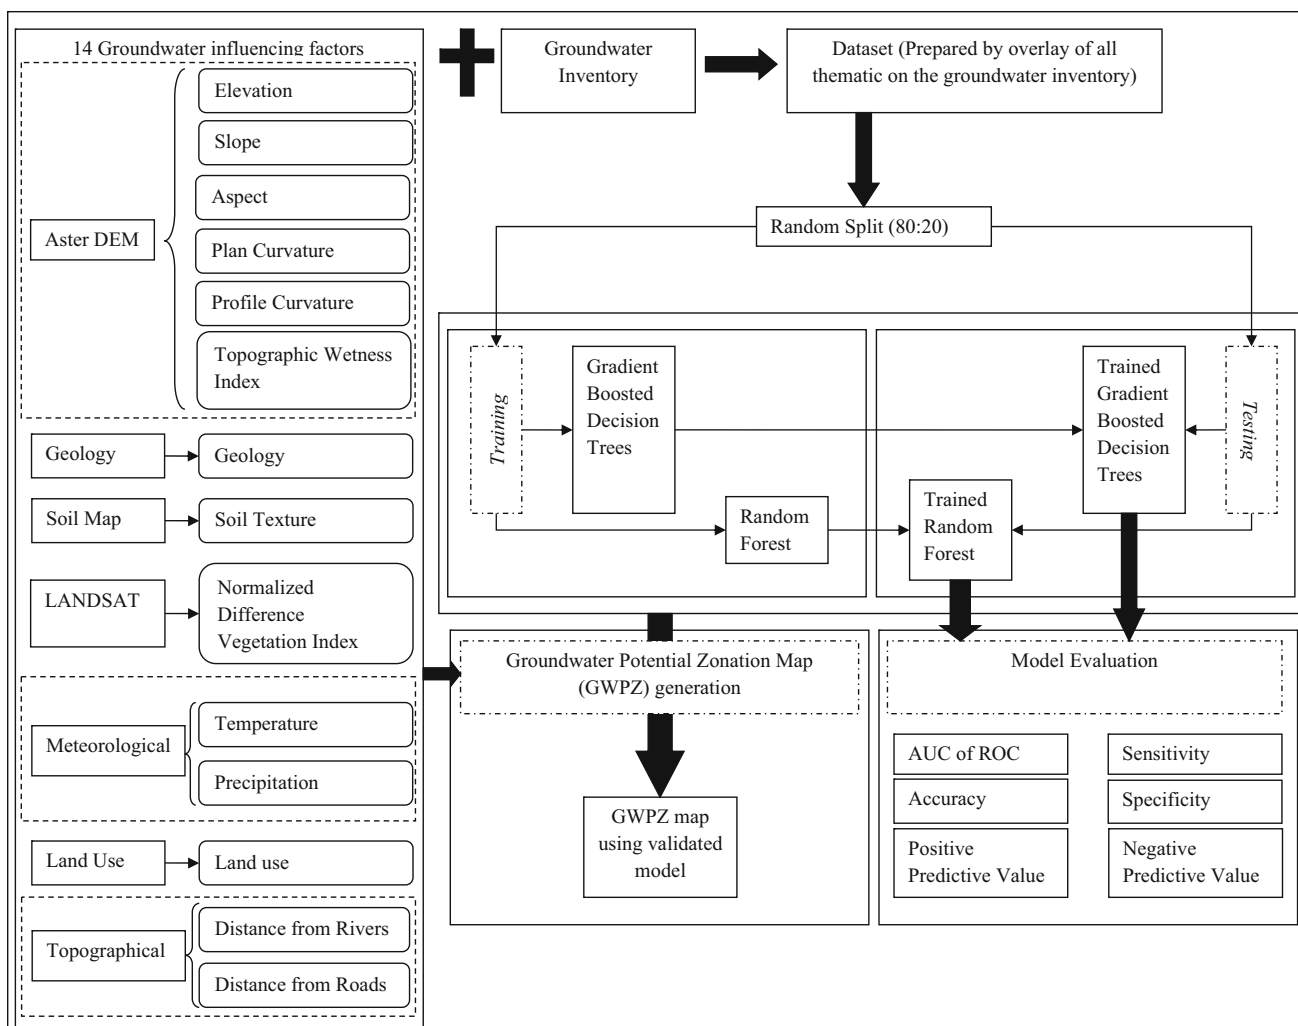 14 Groundwater influencing factors
Aster DEM
Elevation
Slope
Aspect
Plan Curvature
Profile Curvature
Topographic Wetness
Index
Geology
Geology
Soil Map
Soil Texture
LANDSAT
Normalized
Difference
Vegetation Index
Meteorological
Temperature
Precipitation
Land Use
Land use
Topographical
Distance from Rivers
Distance from Roads
Groundwater
Inventory
Dataset (Prepared by overlay of all
thematic on the groundwater inventory)
Random Split (80:20)
Training
Gradient
Boosted
Decision
Trees
Random
Forest
Trained
Gradient
Boosted
Decision
Trees
Testing
Trained
Random
Forest
Groundwater Potential Zonation Map
(GWPZ) generation
GWPZ map
using validated
model
Model Evaluation
AUC of ROC
Sensitivity
Accuracy
Specificity
Positive
Predictive Value
Negative
Predictive Value